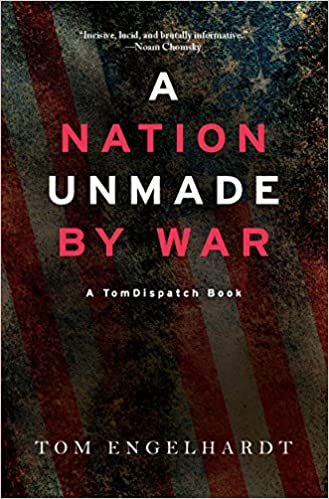 "Incisive, lucid, and brutally informative."
—Noam Chomsky
A
NATION
UNMADE
BY WAR
A TomDispatch Book
TOM ENGELHARDT